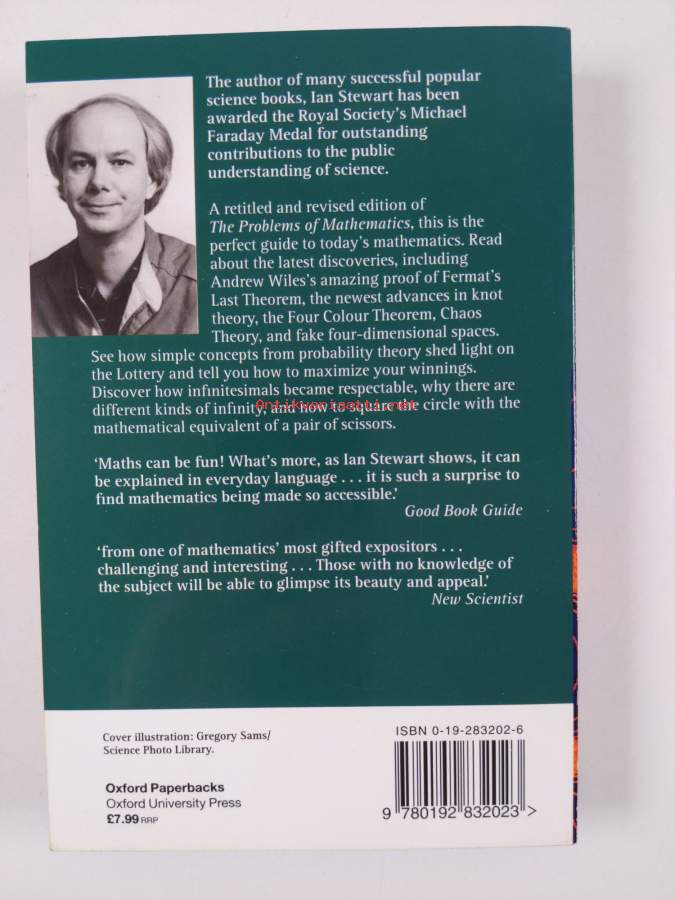 The author of many successful popular
science books, Ian Stewart has been
awarded the Royal Society's Michael
Faraday Medal for outstanding
contributions to the public
understanding of science.
A retitled and revised edition of
The Problems of Mathematics, this is the
perfect guide to today's mathematics. Read
about the latest discoveries, including
Andrew Wiles's amazing proof of Fermat's
Last Theorem, the newest advances in knot
theory, the Four Colour Theorem, Chaos
Theory, and fake four-dimensional spaces.
See how simple concepts from probability theory shed light on
the Lottery and tell you how to maximize your winnings.
Discover how infinitesimals became respectable, why there are
different kinds of infinity, and how to square the circle with the
Antikvariaatti.net
mathematical equivalent of a pair of scissors.
'Maths can be fun! What's more, as Ian Stewart shows, it can
be explained in everyday language . . . it is such a surprise to
find mathematics being made so accessible.'
Good Book Guide
'from one of mathematics' most gifted expositors . . .
challenging and interesting . . . Those with no knowledge of
the subject will be able to glimpse its beauty and appeal.'
New Scientist
Cover illustration: Gregory Sams/
Science Photo Library.
Oxford Paperbacks
Oxford University Press
£7.99 RRP
ISBN 0-19-283202-6
9 780192 832023 >